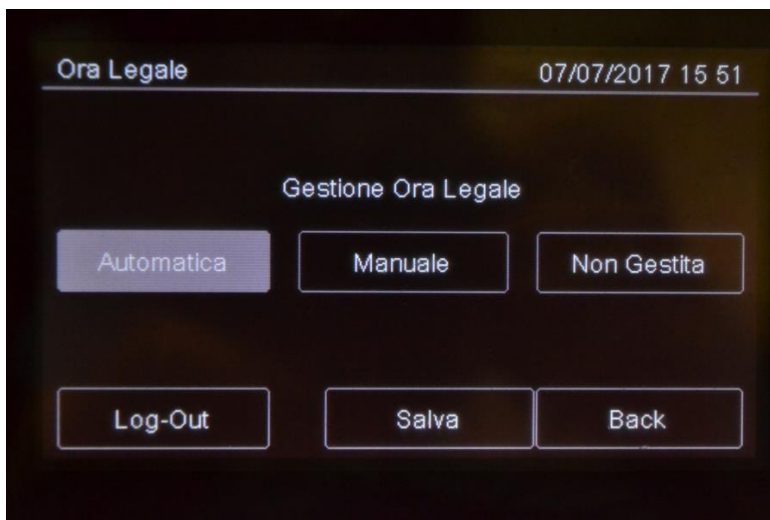 Ora Legale 07/07/2017 15 51
Gestione Ora Legale
Automatica Manuale Non Gestita
Log-Out Salva Back